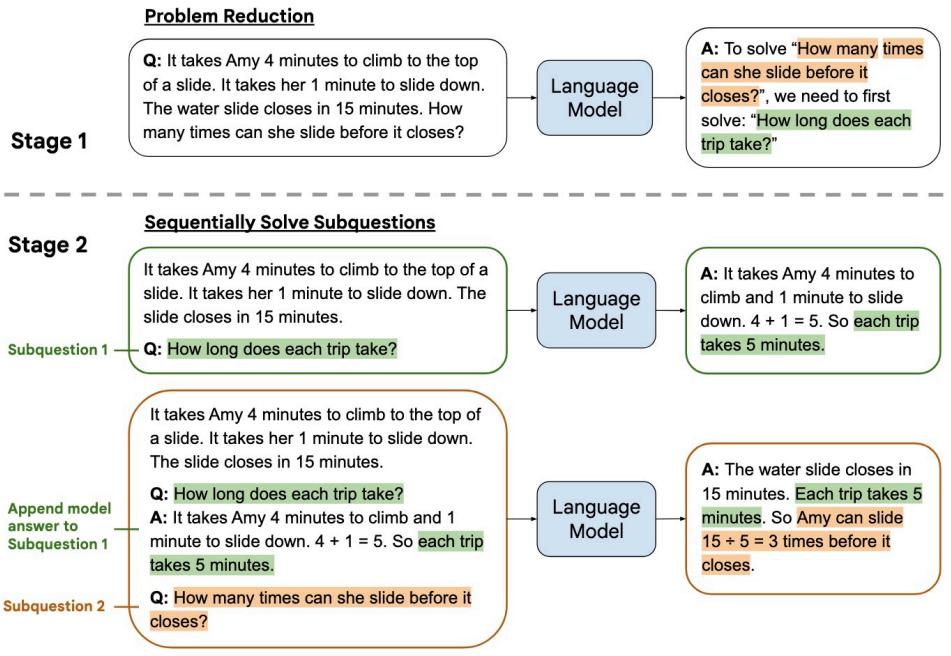 Problem Reduction
Stage 1
Q: It takes Amy 4 minutes to climb to the top
of a slide. It takes her 1 minute to slide down.
The water slide closes in 15 minutes. How
many times can she slide before it closes?
Language
Model
A: To solve “How many times
can she slide before it
closes?”, we need to first
solve: “How long does each
trip take?”
Stage 2
Sequentially Solve Subquestions
It takes Amy 4 minutes to climb to the top of a
slide. It takes her 1 minute to slide down. The
slide closes in 15 minutes.
Subquestion 1
Q: How long does each trip take?
Language
Model
A: It takes Amy 4 minutes to
climb and 1 minute to slide
down. 4 + 1 = 5. So each trip
takes 5 minutes.
It takes Amy 4 minutes to climb to the top of
a slide. It takes her 1 minute to slide down.
The slide closes in 15 minutes.
Q: How long does each trip take?
Append model
answer to
Subquestion 1
A: It takes Amy 4 minutes to climb and 1
minute to slide down. 4 + 1 = 5. So each trip
takes 5 minutes.
Subquestion 2
Q: How many times can she slide before it
closes?
Language
Model
A: The water slide closes in
15 minutes. Each trip takes 5
minutes. So Amy can slide
15 ÷ 5 = 3 times before it
closes.